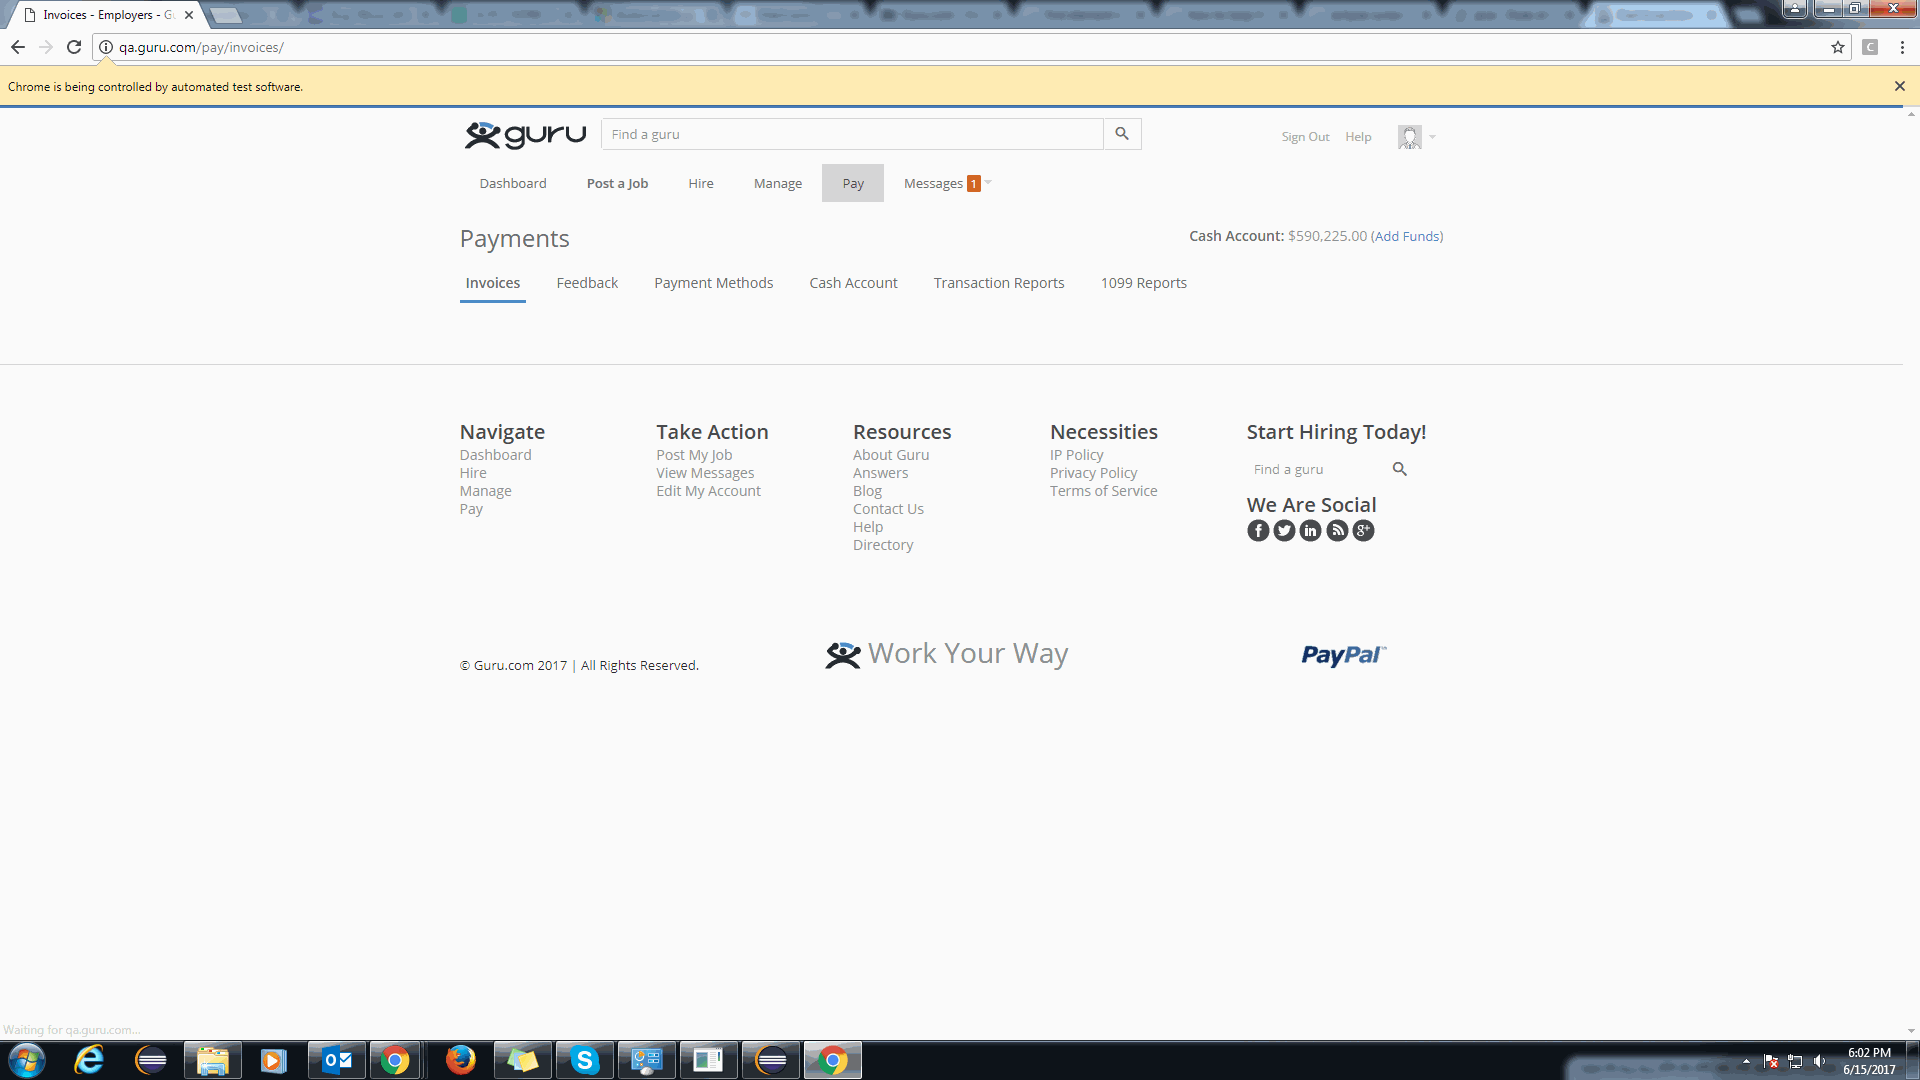 Invoices - Employers - G
qa.guru.com/pay/invoices/
C
Chrome is being controlled by automated test software.
guru
Find a guru
Sign Out
Help
Dashboard
Post a Job
Hire
Manage
Pay
Messages 1
Payments
Cash Account: $590,225.00 (Add Funds)
Invoices
Feedback
Payment Methods
Cash Account
Transaction Reports
1099 Reports
Navigate
Dashboard
Hire
Manage
Pay
Take Action
Post My Job
View Messages
Edit My Account
Resources
About Guru
Answers
Blog
Contact Us
Help
Directory
Necessities
IP Policy
Privacy Policy
Terms of Service
Start Hiring Today!
Find a guru
We Are Social
© Guru.com 2017 | All Rights Reserved.
Work Your Way
PayPal™
Waiting for qa.guru.com...
6:02 PM
6/15/2017